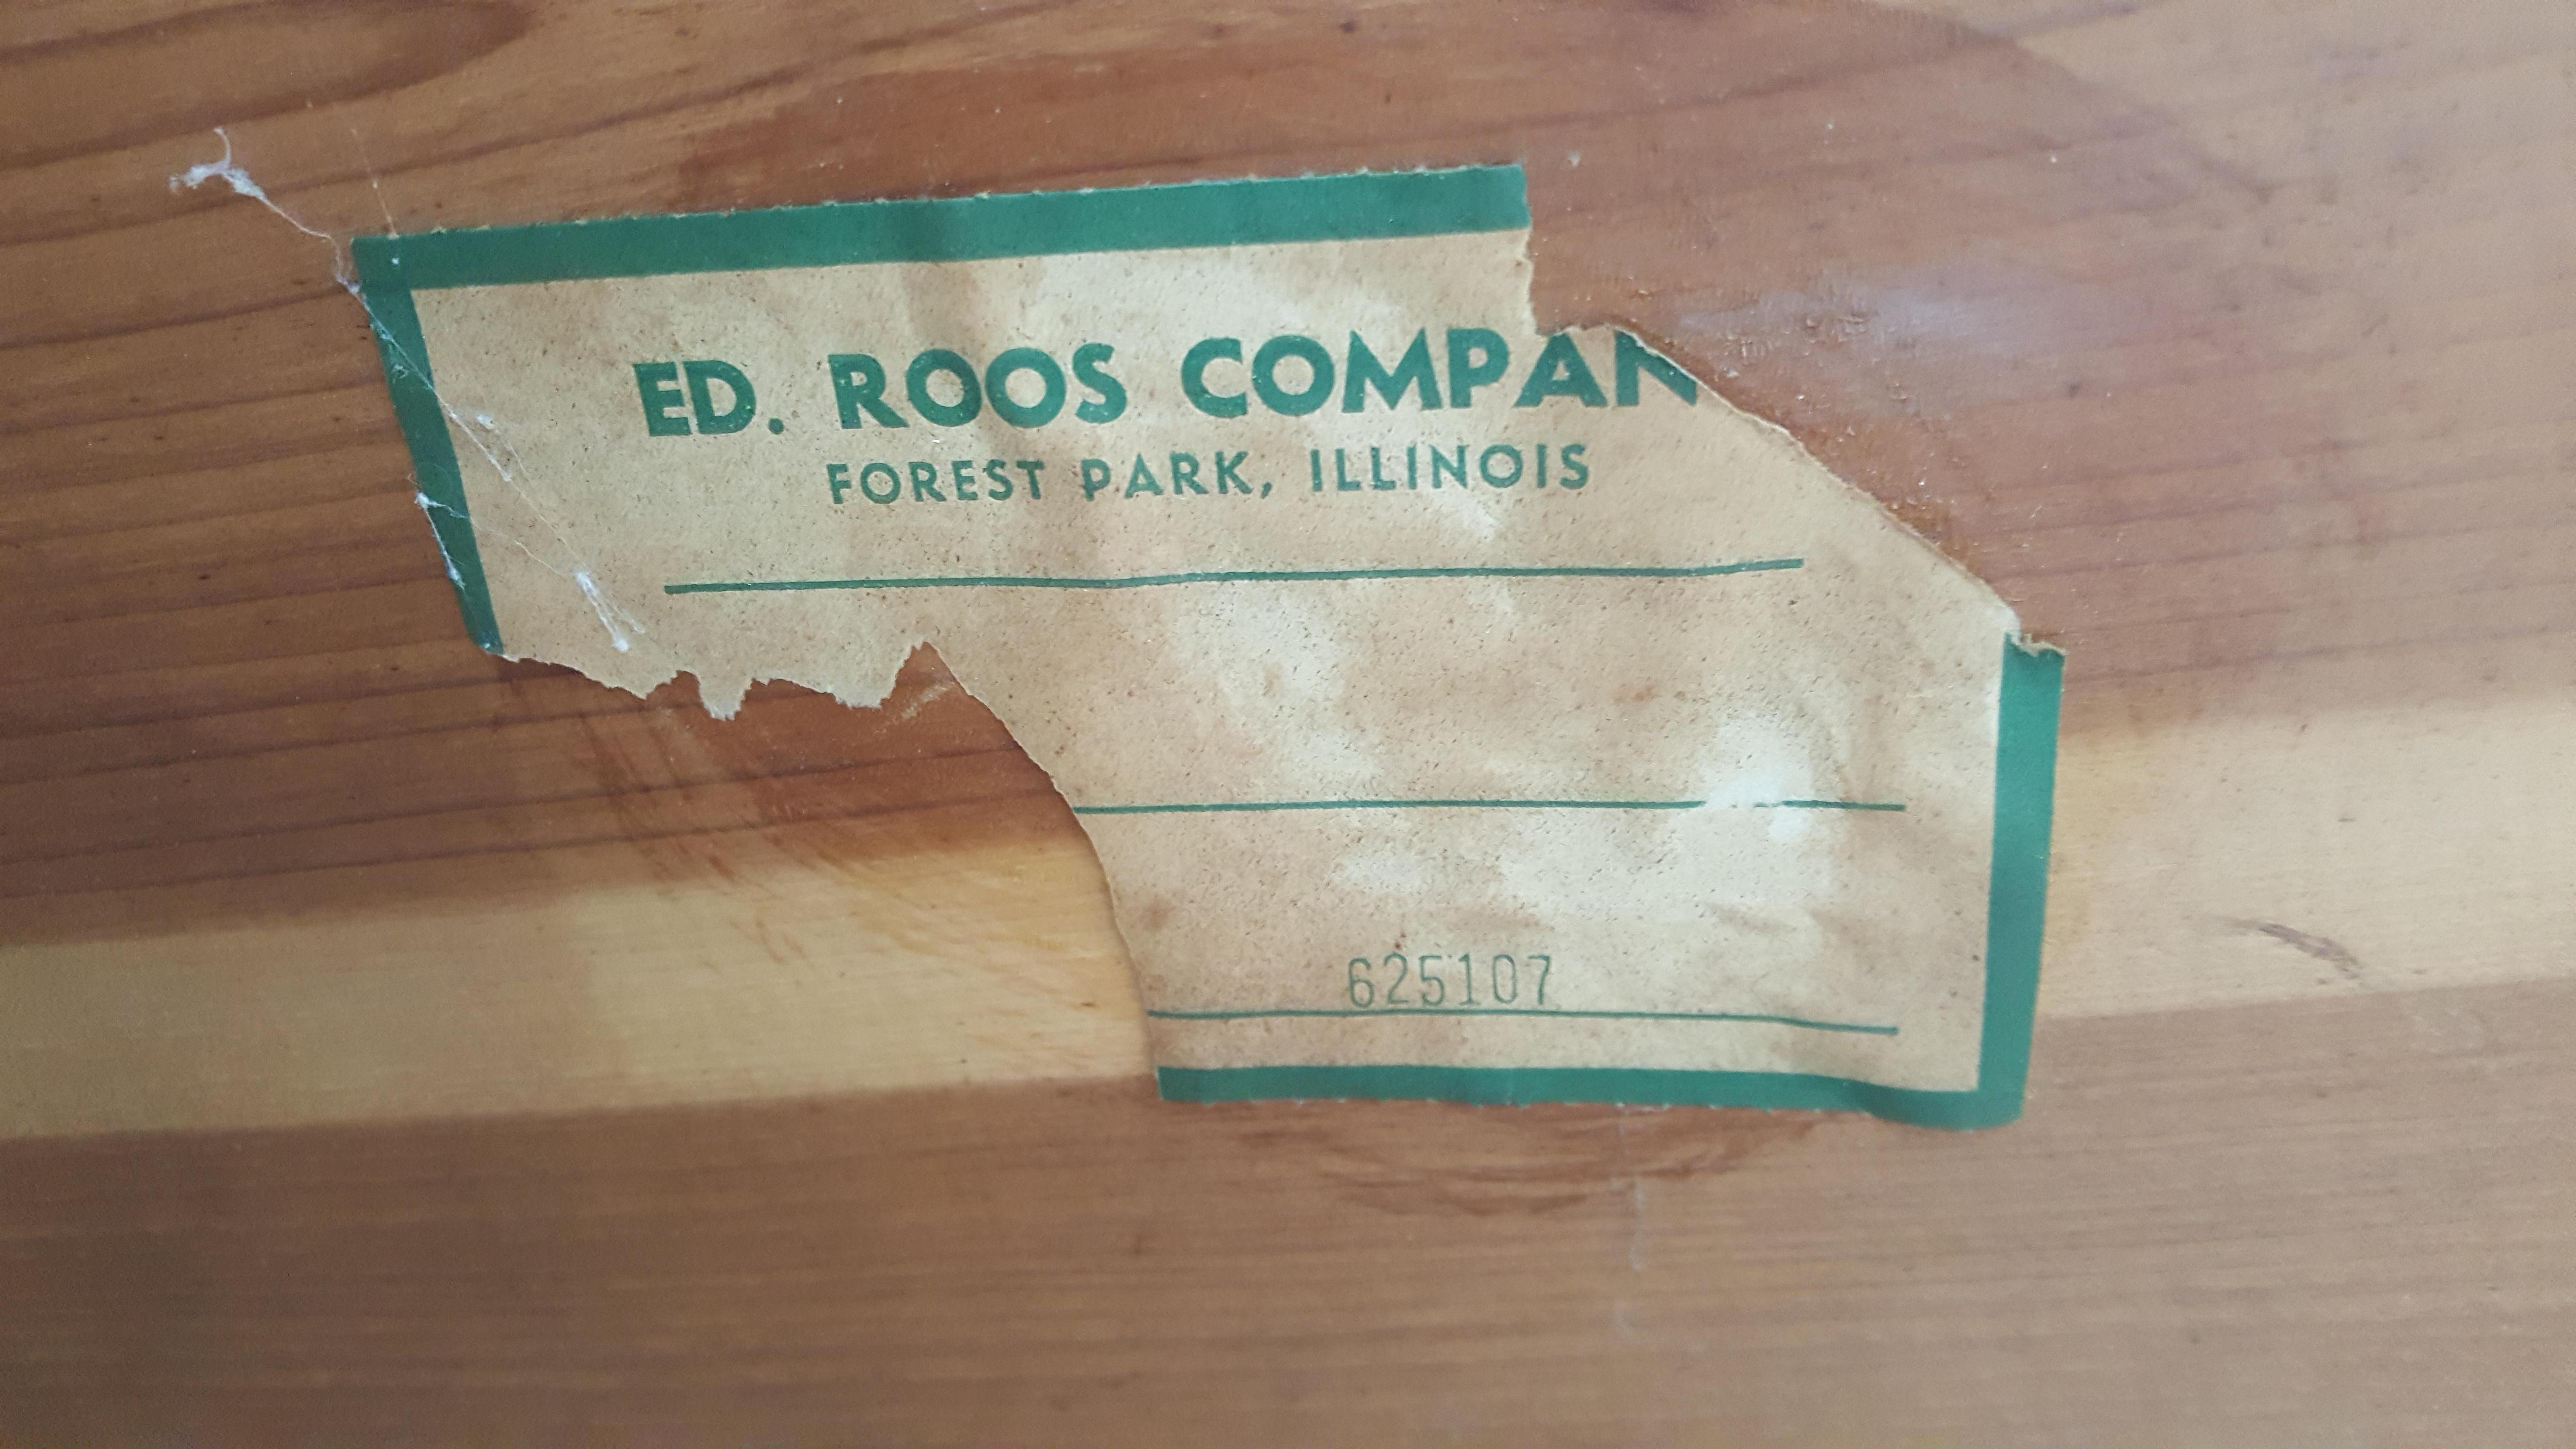 ED. ROOS COMPAN
FOREST PARK, ILLINOIS
625107